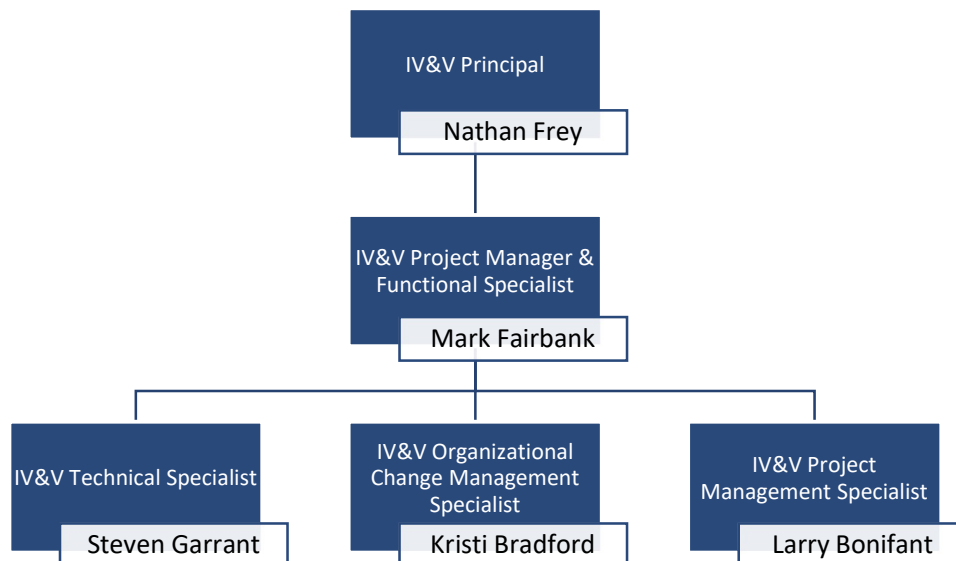 IV&V Principal
Nathan Frey
IV&V Project Manager &
Functional Specialist
Mark Fairbank
IV&V Technical Specialist
Steven Garrant
IV&V Organizational
Change Management
Specialist
Kristi Bradford
IV&V Project
Management Specialist
Larry Bonifant